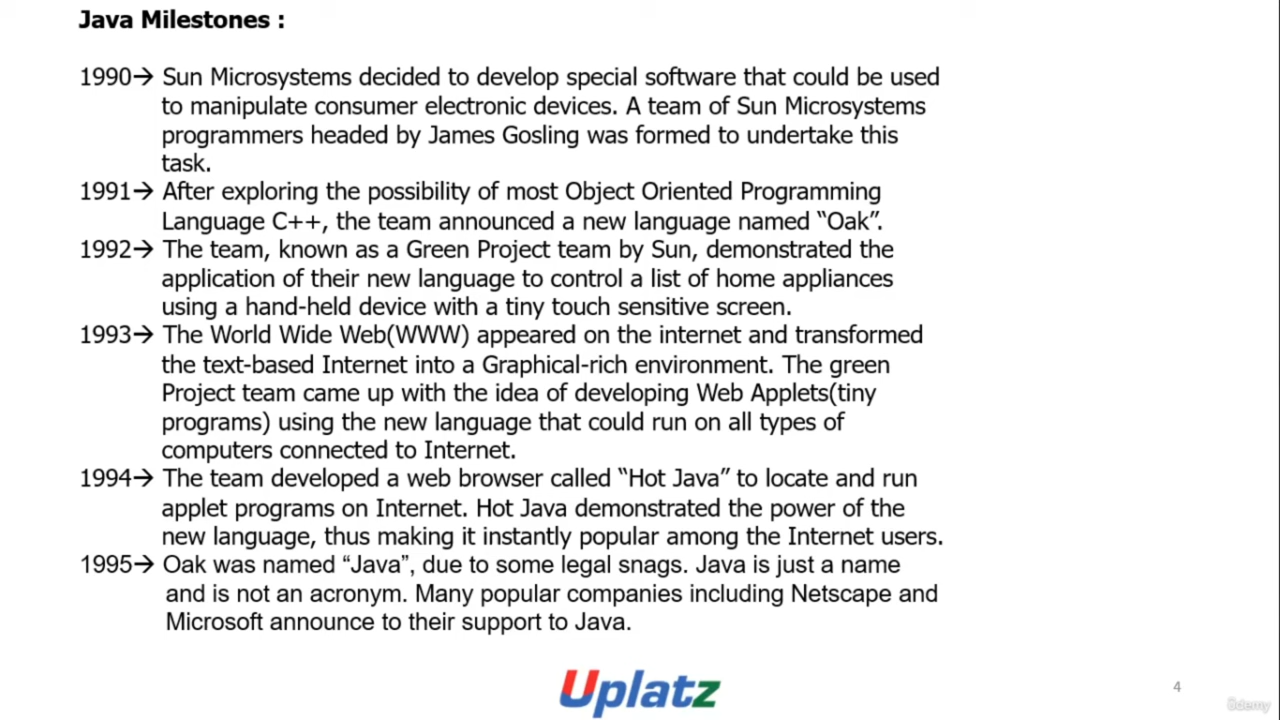 Java Milestones :
1990→ Sun Microsystems decided to develop special software that could be used
to manipulate consumer electronic devices. A team of Sun Microsystems
programmers headed by James Gosling was formed to undertake this
task.
1991→ After exploring the possibility of most Object Oriented Programming
Language C++, the team announced a new language named “Oak”.
1992→ The team, known as a Green Project team by Sun, demonstrated the
application of their new language to control a list of home appliances
using a hand-held device with a tiny touch sensitive screen.
1993→ The World Wide Web(WWW) appeared on the internet and transformed
the text-based Internet into a Graphical-rich environment. The green
Project team came up with the idea of developing Web Applets(tiny
programs) using the new language that could run on all types of
computers connected to Internet.
1994→ The team developed a web browser called “Hot Java” to locate and run
applet programs on Internet. Hot Java demonstrated the power of the
new language, thus making it instantly popular among the Internet users.
1995→ Oak was named “Java”, due to some legal snags. Java is just a name
and is not an acronym. Many popular companies including Netscape and
Microsoft announce to their support to Java.
Uplatz
4
ûdemy